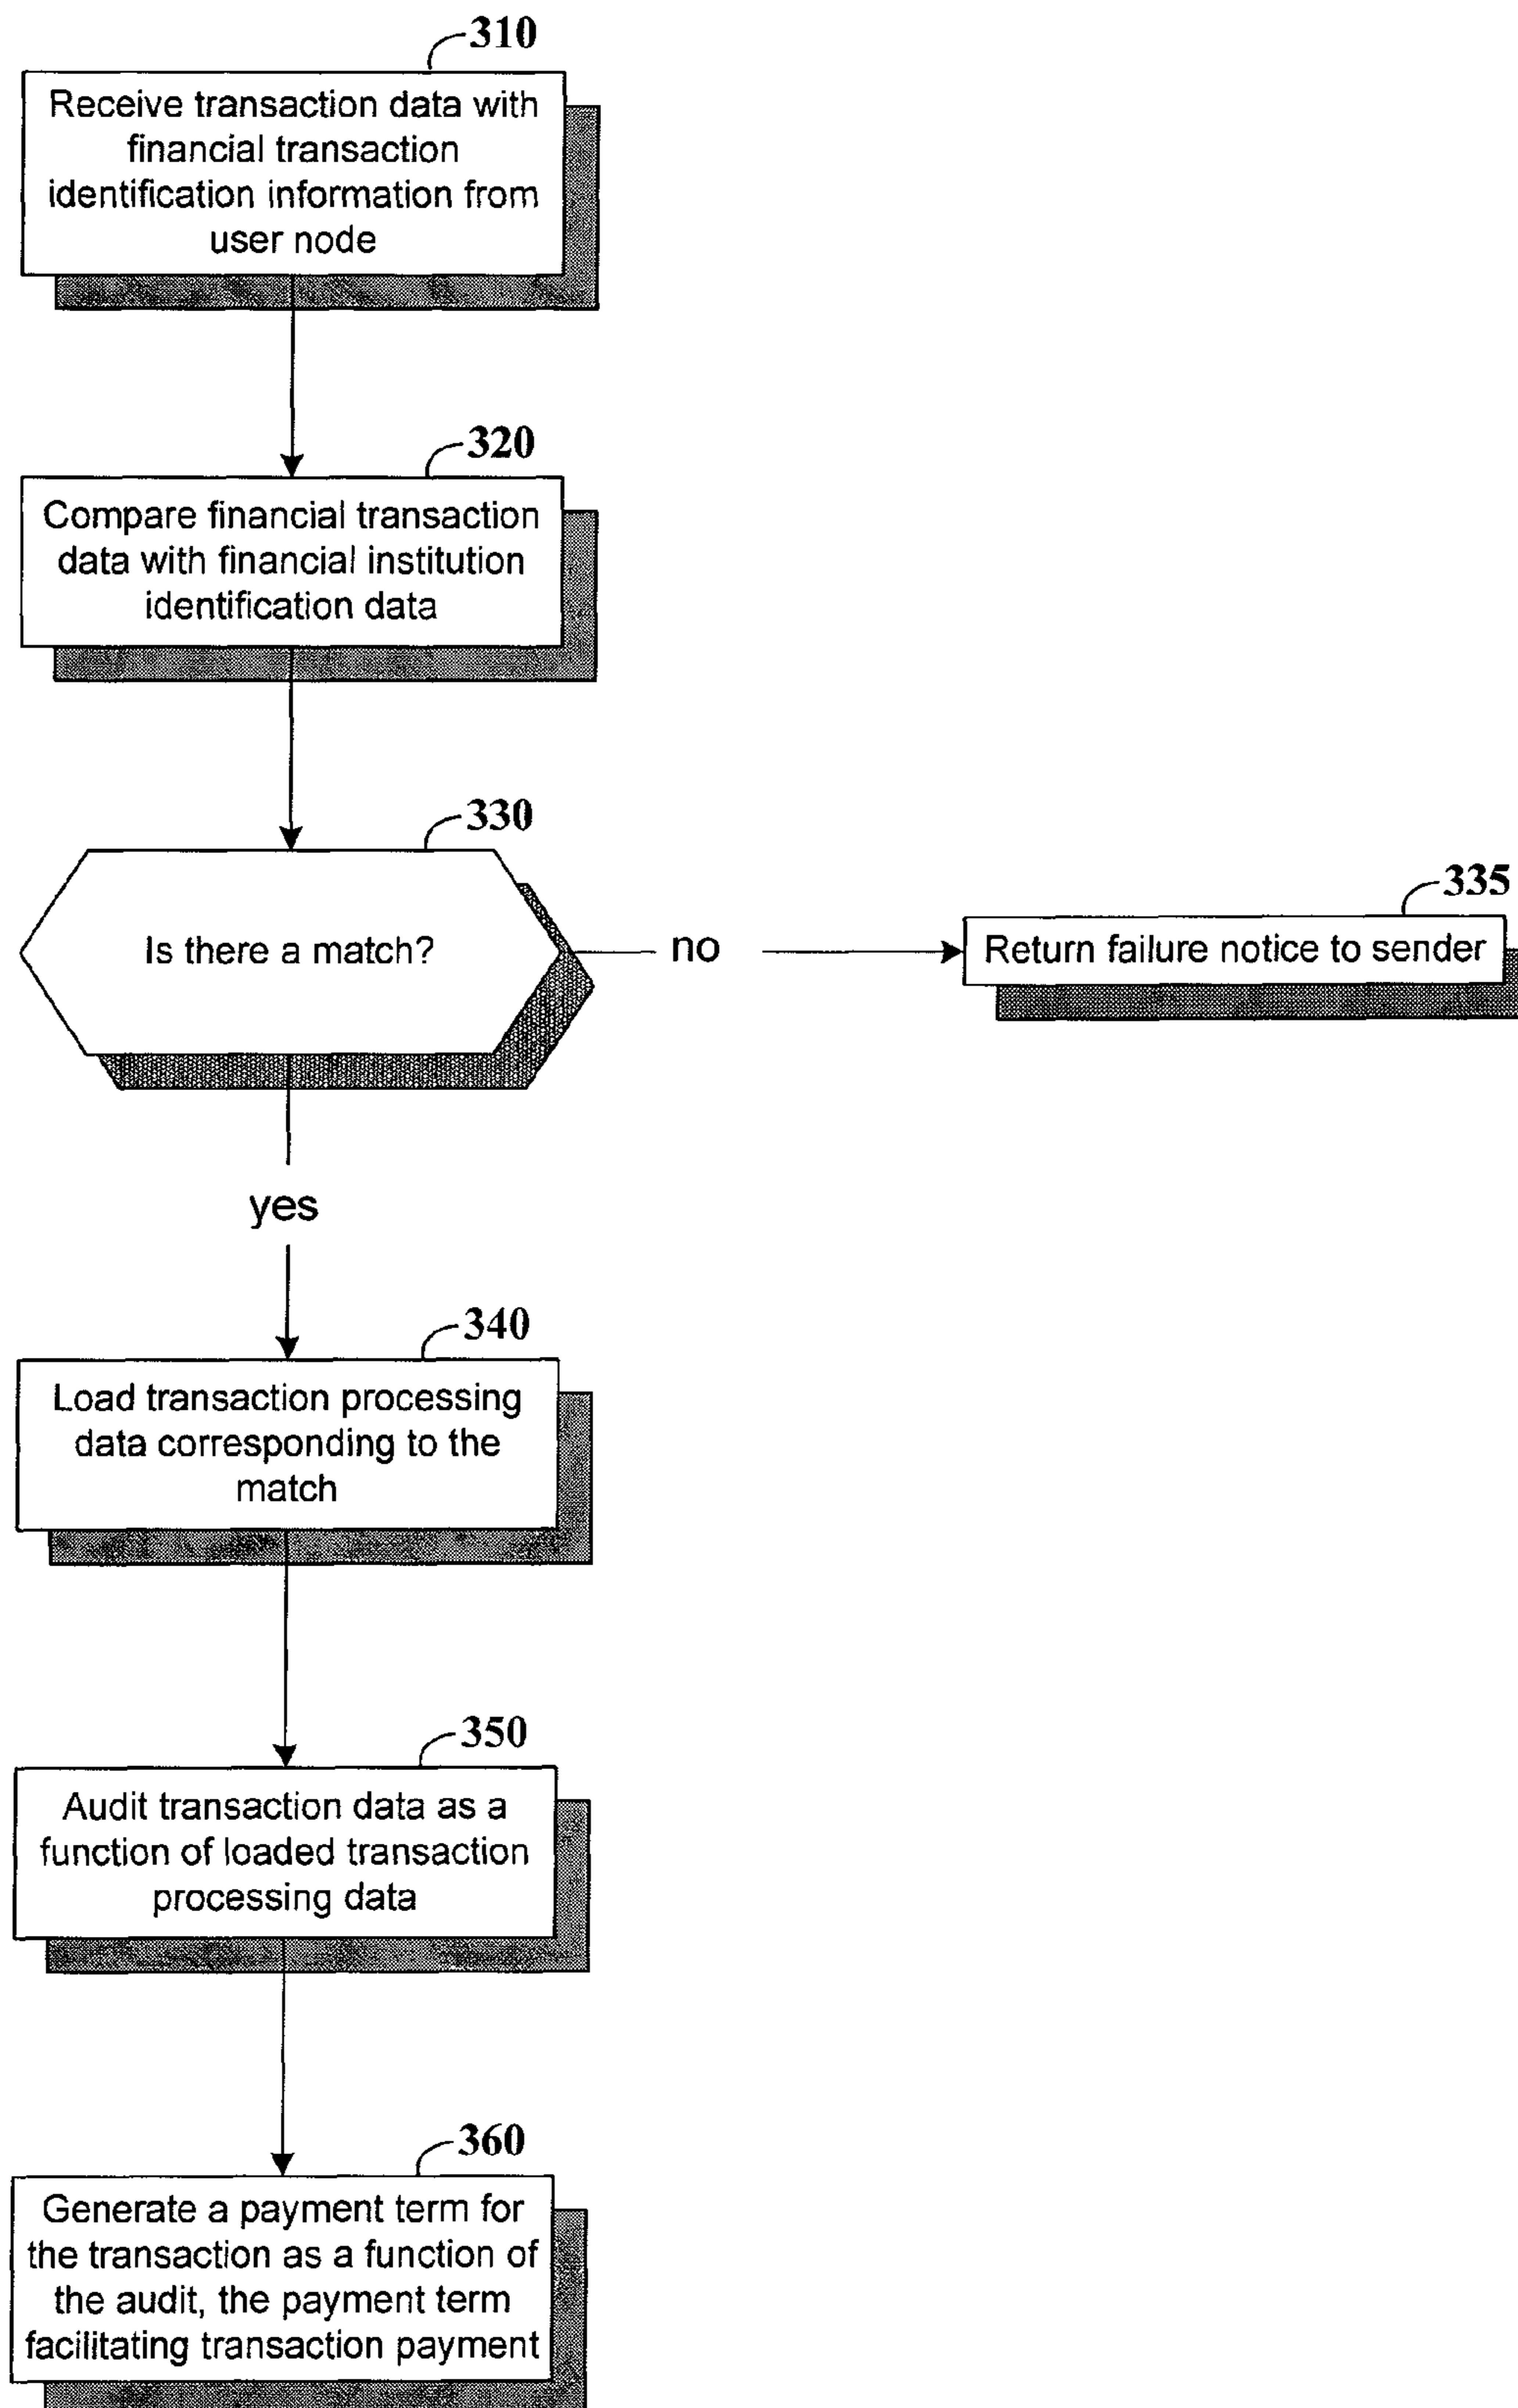 310
Receive transaction data with
financial transaction
identification information from
user node
320
Compare financial transaction
data with financial institution
identification data
330
Is there a match?
no
335
Return failure notice to sender
yes
340
Load transaction processing
data corresponding to the
match
350
Audit transaction data as a
function of loaded transaction
processing data
360
Generate a payment term for
the transaction as a function of
the audit, the payment term
facilitating transaction payment